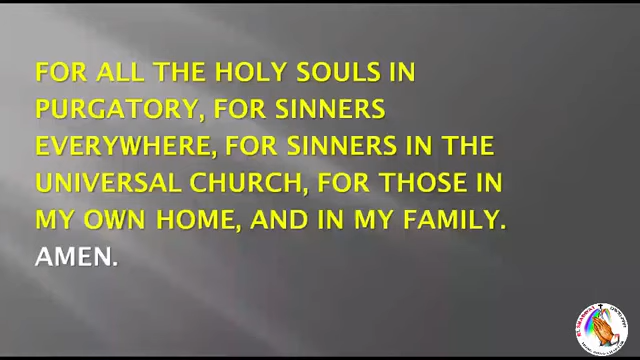 FOR ALL THE HOLY SOULS IN
PURGATORY, FOR SINNERS
EVERYWHERE, FOR SINNERS IN THE
UNIVERSAL CHURCH, FOR THOSE IN
MY OWN HOME, AND IN MY FAMILY.
AMEN.